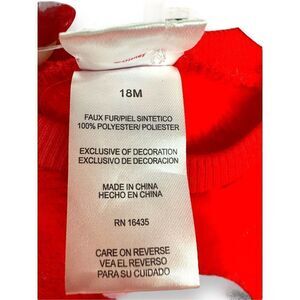 18M
FAUX FUR/PIEL SINTETICO
100% POLYESTER/ POLIESTER
EXCLUSIVE OF DECORATION
EXCLUSIVO DE DECORACION
MADE IN CHINA
HECHO EN CHINA
RN 16435
CARE ON REVERSE
VEA EL REVERSO
PARA SU CUIDADO